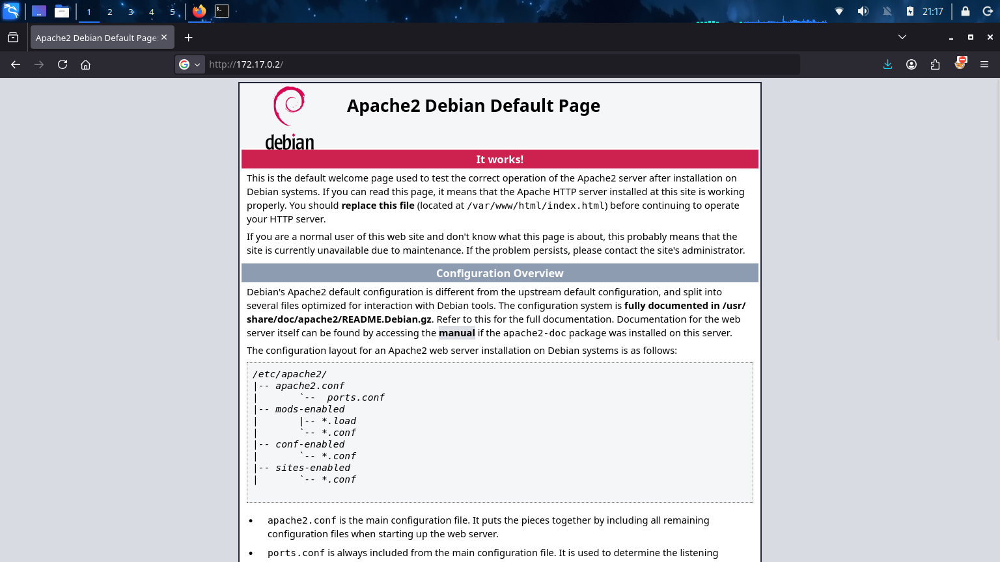 1 2 3 4 5 21:17
Apache2 Debian Default Page:
http://172.17.0.2/
debian
Apache2 Debian Default Page
It works!
This is the default welcome page used to test the correct operation of the Apache2 server after installation on
Debian systems. If you can read this page, it means that the Apache HTTP server installed at this site is working
properly. You should replace this file (located at /var/www/html/index.html) before continuing to operate
your HTTP server.
If you are a normal user of this web site and don't know what this page is about, this probably means that the
site is currently unavailable due to maintenance. If the problem persists, please contact the site's administrator.
Configuration Overview
Debian's Apache2 default configuration is different from the upstream default configuration, and split into
several files optimized for interaction with Debian tools. The configuration system is fully documented in /usr/
share/doc/apache2/README.Debian.gz. Refer to this for the full documentation. Documentation for the web
server itself can be found by accessing the manual if the apache2-doc package was installed on this server.
The configuration layout for an Apache2 web server installation on Debian systems is as follows:
/etc/apache2/
|-- apache2.conf
|       `--  ports.conf
|-- mods-enabled
|       |-- *.load
|       `-- *.conf
|-- conf-enabled
|       `-- *.conf
|-- sites-enabled
|       `-- *.conf
• apache2.conf is the main configuration file. It puts the pieces together by including all remaining
configuration files when starting up the web server.
• ports.conf is always included from the main configuration file. It is used to determine the listening